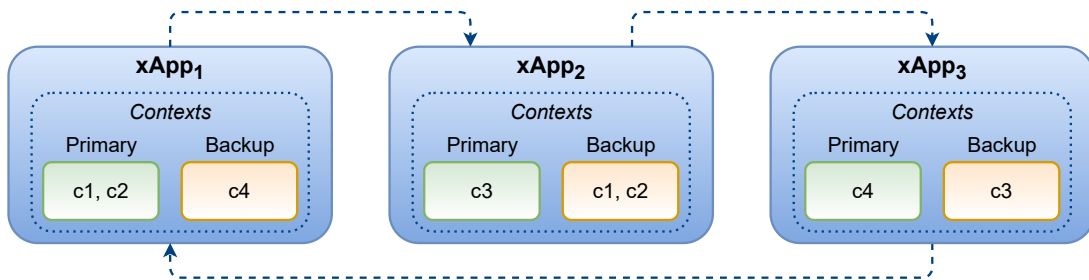 xApp1
Contexts
Primary Backup
c1, c2 c4
xApp2
Contexts
Primary Backup
c3 c1, c2
xApp3
Contexts
Primary Backup
c4 c3